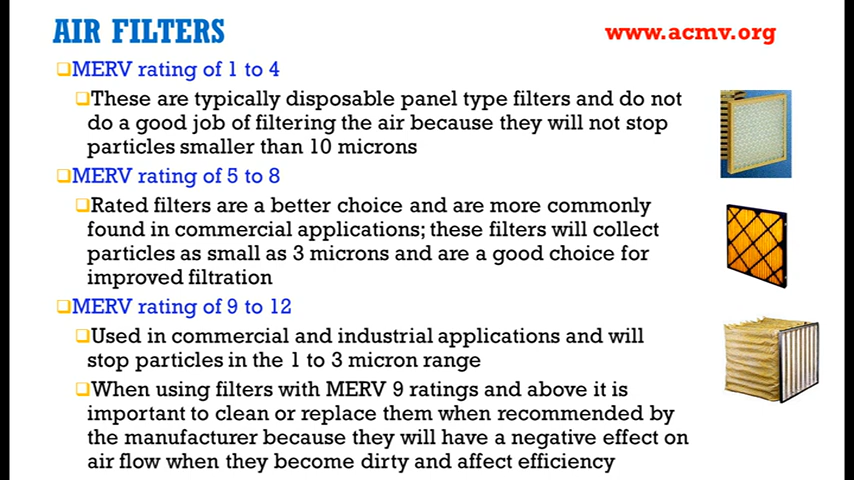 AIR FILTERS
www.acmv.org
MERV rating of 1 to 4
These are typically disposable panel type filters and do not
do a good job of filtering the air because they will not stop
particles smaller than 10 microns
MERV rating of 5 to 8
Rated filters are a better choice and are more commonly
found in commercial applications; these filters will collect
particles as small as 3 microns and are a good choice for
improved filtration
MERV rating of 9 to 12
Used in commercial and industrial applications and will
stop particles in the 1 to 3 micron range
When using filters with MERV 9 ratings and above it is
important to clean or replace them when recommended by
the manufacturer because they will have a negative effect on
air flow when they become dirty and affect efficiency